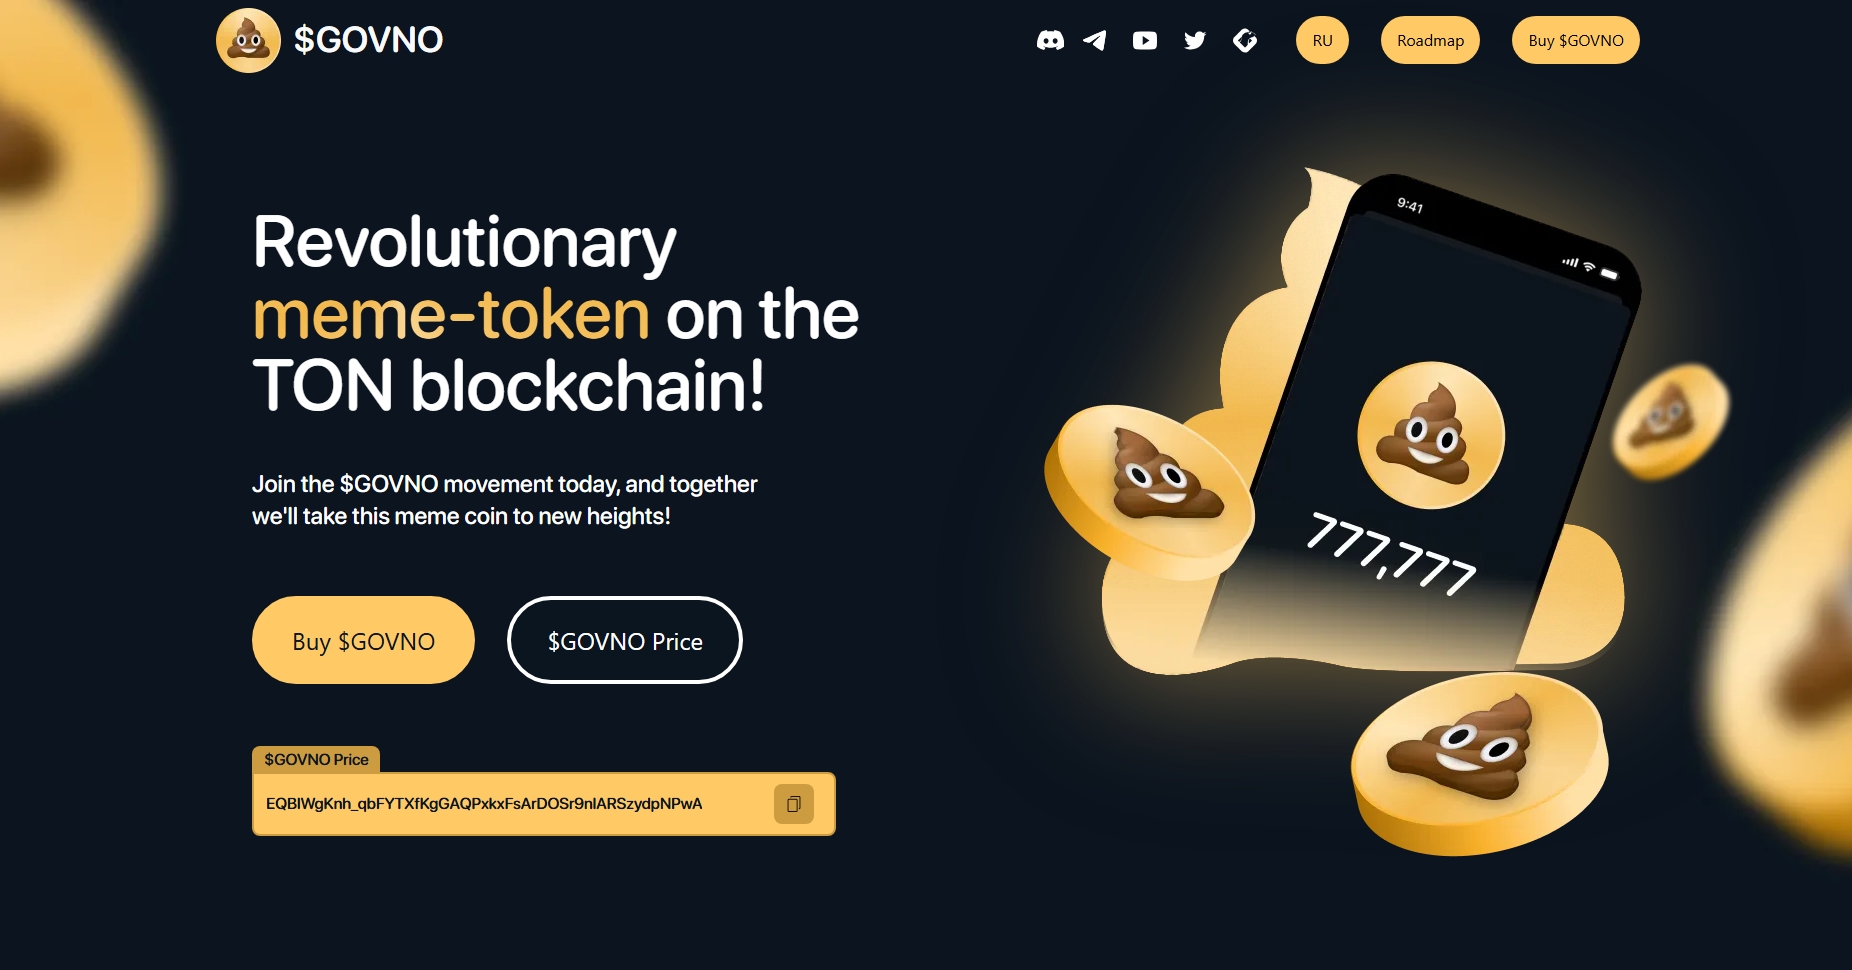 $GOVNO
RU
Roadmap
Buy $GOVNO
Revolutionary
meme-token on the
TON blockchain!
Join the $GOVNO movement today, and together
we'll take this meme coin to new heights!
Buy $GOVNO
$GOVNO Price
$GOVNO Price
EQBlWgKnh_qbFYTXfKgGAQPxkxFsArDOSr9nlARSzydpNPwA
9:41
777,777